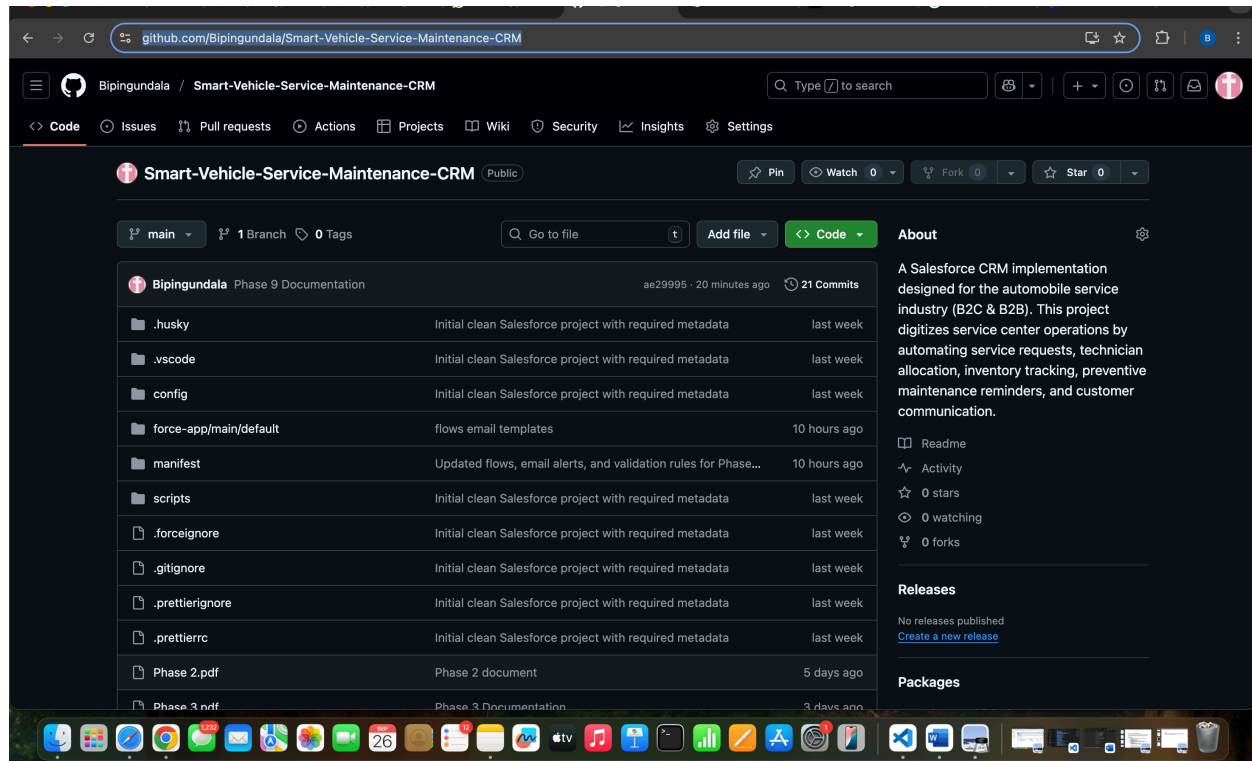 github.com/Bipingundala/Smart-Vehicle-Service-Maintenance-CRM
B
Bipingundala / Smart-Vehicle-Service-Maintenance-CRM
Type / to search
Code
Issues
Pull requests
Actions
Projects
Wiki
Security
Insights
Settings
Smart-Vehicle-Service-Maintenance-CRM Public
Pin
Watch 0
Fork 0
Star 0
main
1 Branch
0 Tags
Go to file t
Add file
Code
Bipingundala Phase 9 Documentation ae29995 · 20 minutes ago 21 Commits
.husky Initial clean Salesforce project with required metadata last week
.vscode Initial clean Salesforce project with required metadata last week
config Initial clean Salesforce project with required metadata last week
force-app/main/default flows email templates 10 hours ago
manifest Updated flows, email alerts, and validation rules for Phase... 10 hours ago
scripts Initial clean Salesforce project with required metadata last week
.forceignore Initial clean Salesforce project with required metadata last week
.gitignore Initial clean Salesforce project with required metadata last week
.prettierignore Initial clean Salesforce project with required metadata last week
.prettierrc Initial clean Salesforce project with required metadata last week
Phase 2.pdf Phase 2 document 5 days ago
Phase 3.pdf Phase 3 Documentation 3 days ago
About
A Salesforce CRM implementation
designed for the automobile service
industry (B2C & B2B). This project
digitizes service center operations by
automating service requests, technician
allocation, inventory tracking, preventive
maintenance reminders, and customer
communication.
Readme
Activity
0 stars
0 watching
0 forks
Releases
No releases published
Create a new release
Packages
1,232
SEP
26
12
tv
1